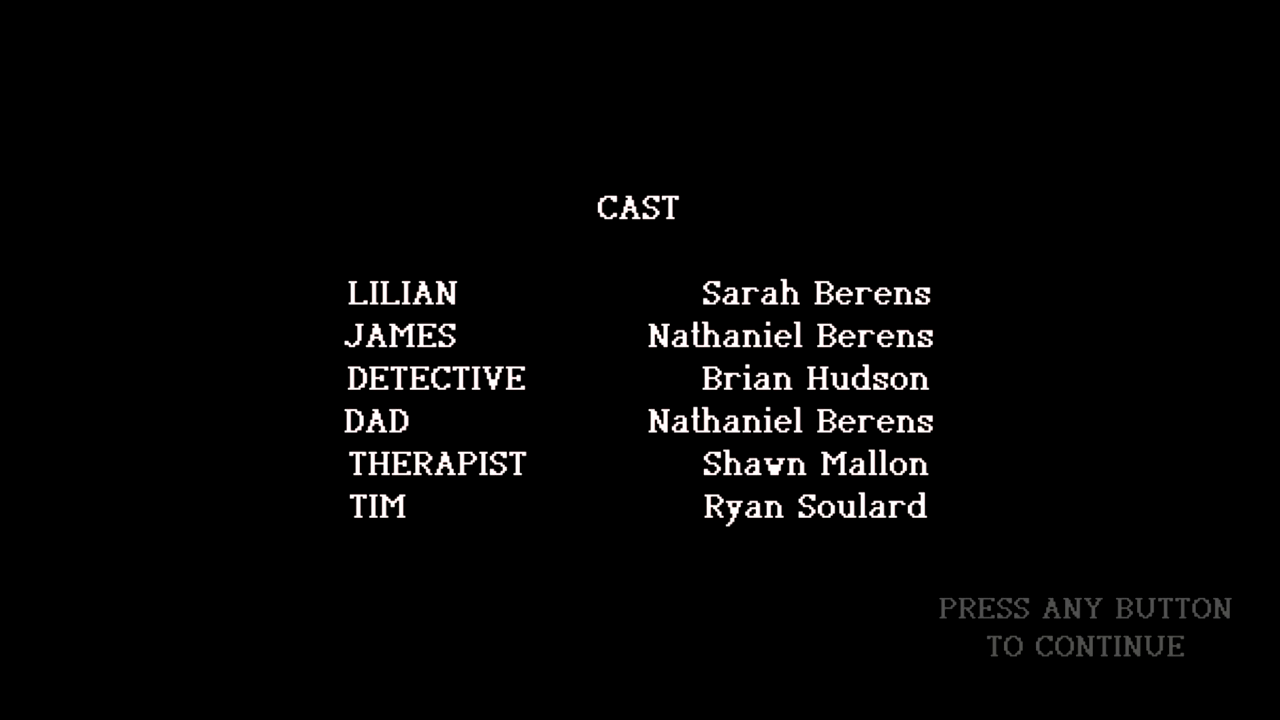 CAST
LILIAN Sarah Berens
JAMES Nathaniel Berens
DETECTIVE Brian Hudson
DAD Nathaniel Berens
THERAPIST Shawn Mallon
TIM Ryan Soulard
PRESS ANY BUTTON
TO CONTINUE